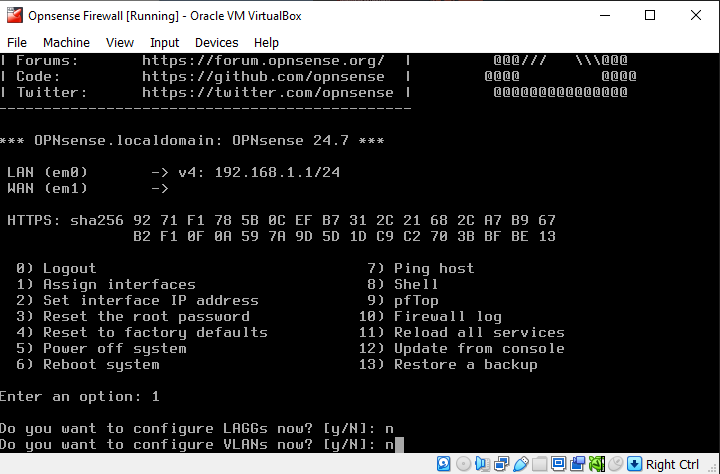 Opnsense Firewall [Running] - Oracle VM VirtualBox
File Machine View Input Devices Help
| Forums: https://forum.opnsense.org/ | @@@/// \\\@@@
| Code: https://github.com/opnsense | @@@@ @@@@
| Twitter: https://twitter.com/opnsense | @@@@@@@@@@@@@@@
----------------------------------------------
*** OPNsense.localdomain: OPNsense 24.7 ***
LAN (em0) -> v4: 192.168.1.1/24
WAN (em1) ->
HTTPS: sha256 92 71 F1 78 5B 0C EF B7 31 2C 21 68 2C A7 B9 67
B2 F1 0F 0A 59 7A 9D 5D 1D C9 C2 70 3B BF BE 13
0) Logout 7) Ping host
1) Assign interfaces 8) Shell
2) Set interface IP address 9) pfTop
3) Reset the root password 10) Firewall log
4) Reset to factory defaults 11) Reload all services
5) Power off system 12) Update from console
6) Reboot system 13) Restore a backup
Enter an option: 1
Do you want to configure LAGGs now? [y/N]: n
Do you want to configure VLANs now? [y/N]: n
Right Ctrl